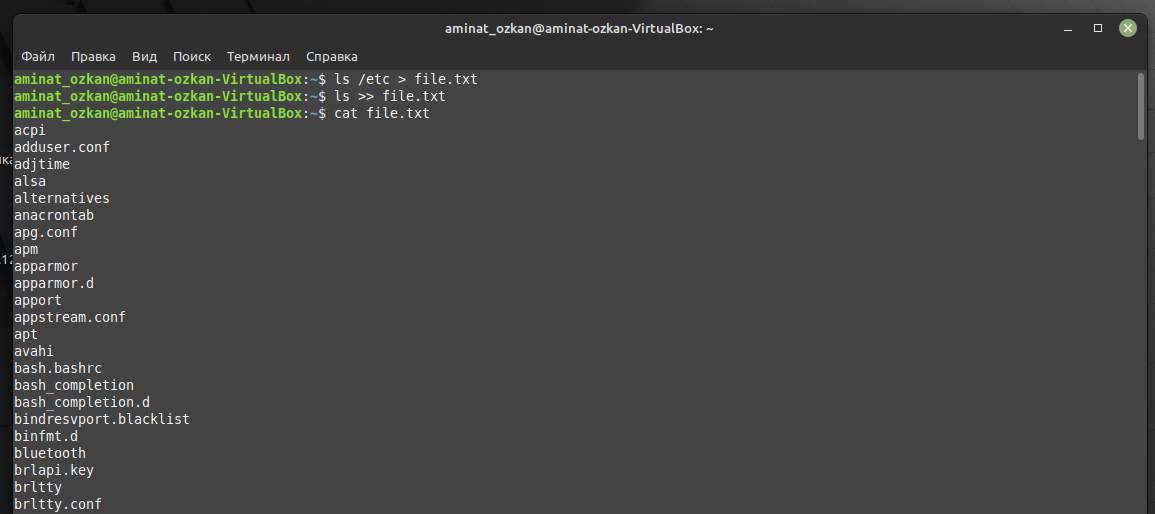 aminat_ozkan@aminat-ozkan-VirtualBox: ~
Файл Правка Вид Поиск Терминал Справка
aminat_ozkan@aminat-ozkan-VirtualBox:~$ ls /etc > file.txt
aminat_ozkan@aminat-ozkan-VirtualBox:~$ ls >> file.txt
aminat_ozkan@aminat-ozkan-VirtualBox:~$ cat file.txt
acpi
adduser.conf
adjtime
alsa
alternatives
anacrontab
apg.conf
apm
apparmor
apparmor.d
apport
appstream.conf
apt
avahi
bash.bashrc
bash_completion
bash_completion.d
bindresvport.blacklist
binfmt.d
bluetooth
brlapi.key
brltty
brltty.conf